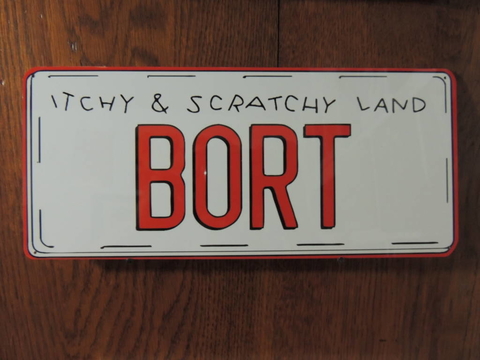 ITCHY & SCRATCHY LAND
BORT